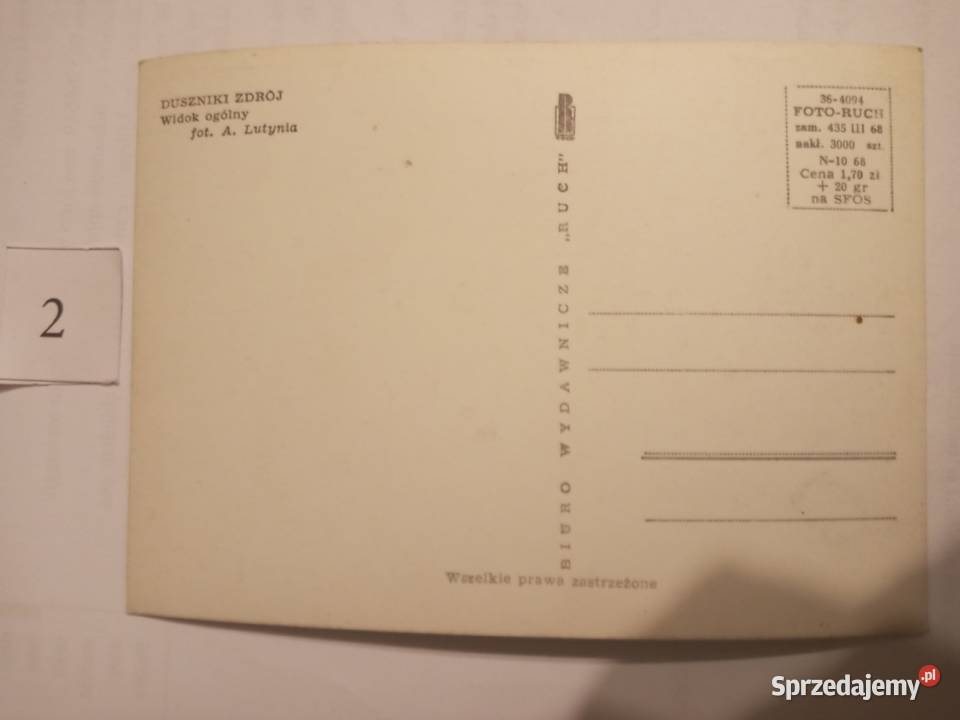 DUSZNIKI ZDRÓJ
Widok ogólny
fot. A. Lutynia
BIURO WYDAWNICZE „RUCH"
36-4094
FOTO-RUCH
zam. 435 III 68
nakł. 3000 szt.
N-10 68
Cena 1,70 zł
+ 20 gr
na SFOS
Wszelkie prawa zastrzeżone
2
Sprzedajemy.pl